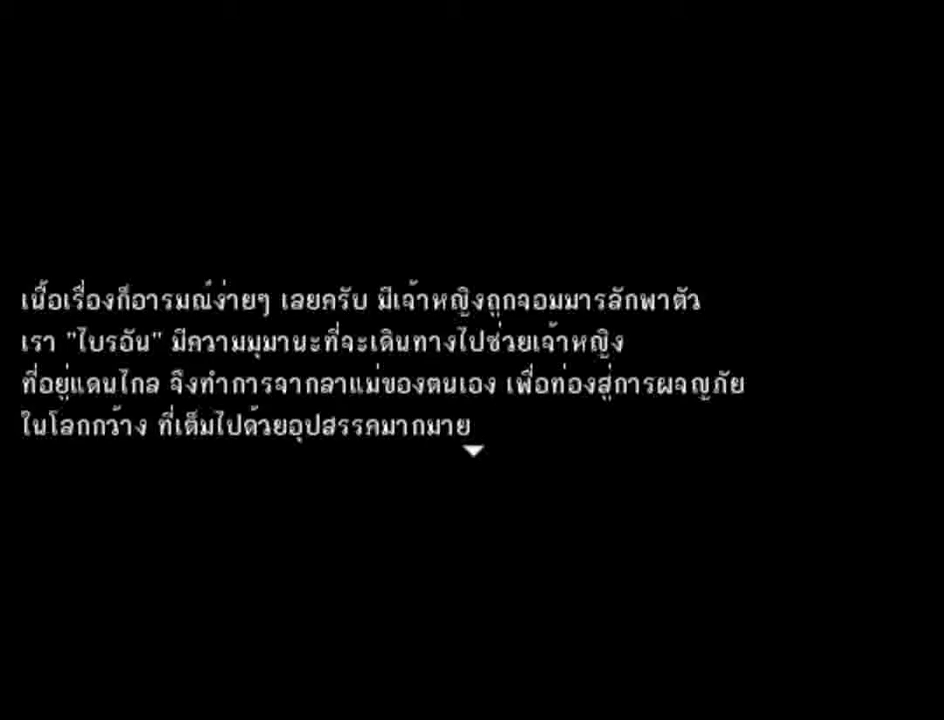 เนื้อเรื่องก็อารมณ์ง่ายๆ เลยครับ มีเจ้าหญิงถูกจอมมารลักพาตัว
เรา "ไบรอัน" มีความมุมานะที่จะเดินทางไปช่วยเจ้าหญิง
ที่อยู่แดนไกล จึงทำการจากลาแม่ของตนเอง เพื่อท่องสู่การผจญภัย
ในโลกกว้าง ที่เต็มไปด้วยอุปสรรคมากมาย